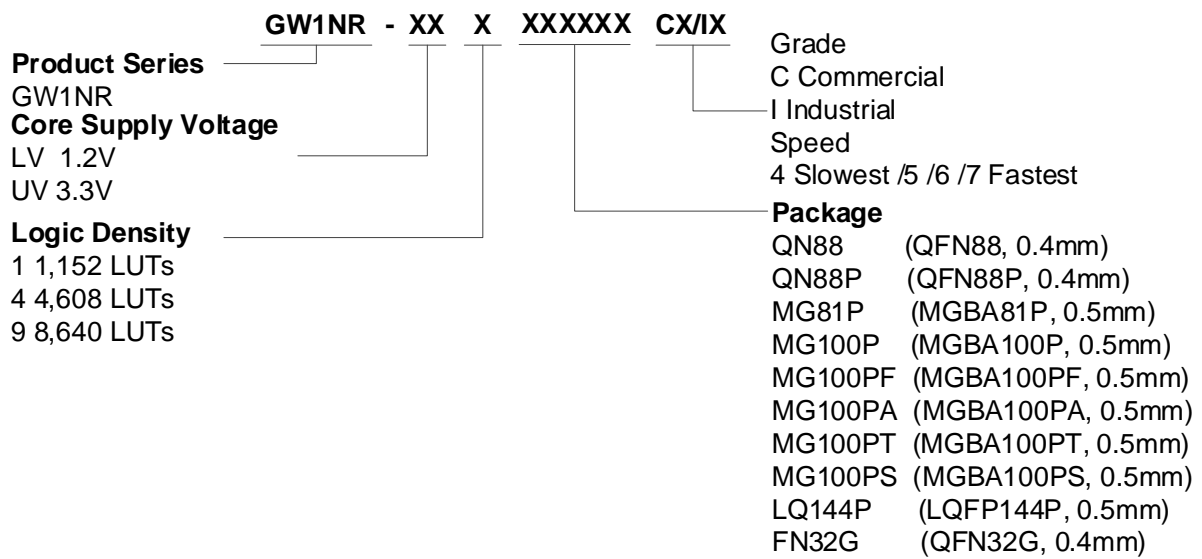 GW1NR - XX X XXXXXX CX/IX
Product Series
GW1NR
Core Supply Voltage
LV 1.2V
UV 3.3V
Logic Density
1 1,152 LUTs
4 4,608 LUTs
9 8,640 LUTs
Grade
C Commercial
I Industrial
Speed
4 Slowest /5 /6 /7 Fastest
Package
QN88 (QFN88, 0.4mm)
QN88P (QFN88P, 0.4mm)
MG81P (MGBA81P, 0.5mm)
MG100P (MGBA100P, 0.5mm)
MG100PF (MGBA100PF, 0.5mm)
MG100PA (MGBA100PA, 0.5mm)
MG100PT (MGBA100PT, 0.5mm)
MG100PS (MGBA100PS, 0.5mm)
LQ144P (LQFP144P, 0.5mm)
FN32G (QFN32G, 0.4mm)